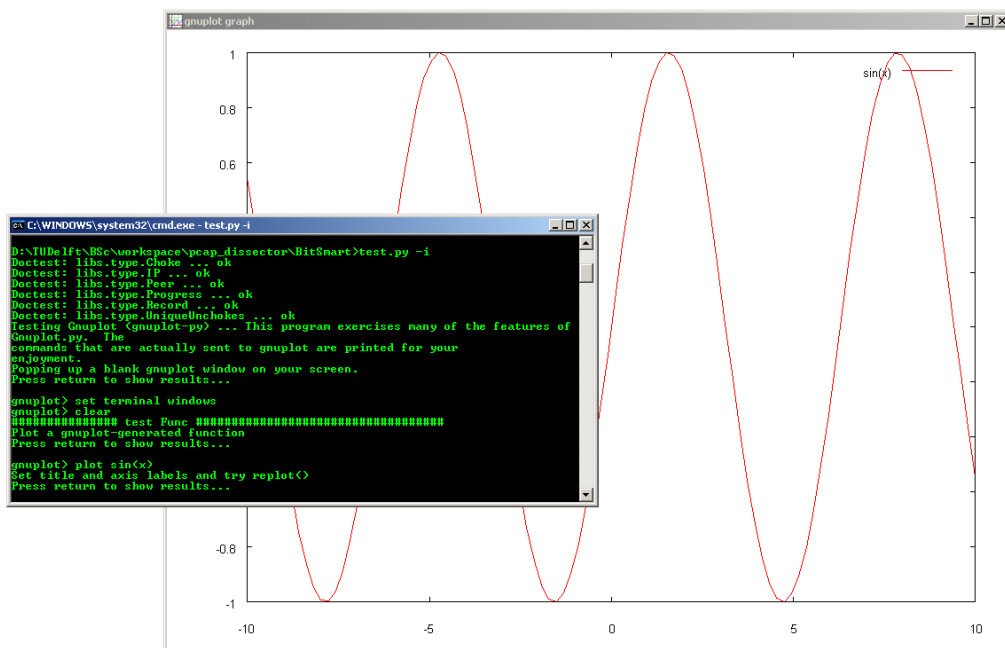 gnuplot graph
1
0.8
0.6
-0.8
-1
-10
-5
0
5
10
sin(x)
C:\WINDOWS\system32\cmd.exe - test.py -i
D:\TUDelft\BSc\workspace\pcap_dissector\BitSmart>test.py -i
Doctest: libs.type.Choke ... ok
Doctest: libs.type.IP ... ok
Doctest: libs.type.Peer ... ok
Doctest: libs.type.Progress ... ok
Doctest: libs.type.Record ... ok
Doctest: libs.type.UniqueUnchokes ... ok
Testing Gnuplot (gnuplot-py) ... This program exercises many of the features of
Gnuplot.py.  The
commands that are actually sent to gnuplot are printed for your
enjoyment.
Popping up a blank gnuplot window on your screen.
Press return to show results...
gnuplot> set terminal windows
gnuplot> clear
############### test Func ###################################
Plot a gnuplot-generated function
Press return to show results...
gnuplot> plot sin(x)
Set title and axis labels and try replot()
Press return to show results...